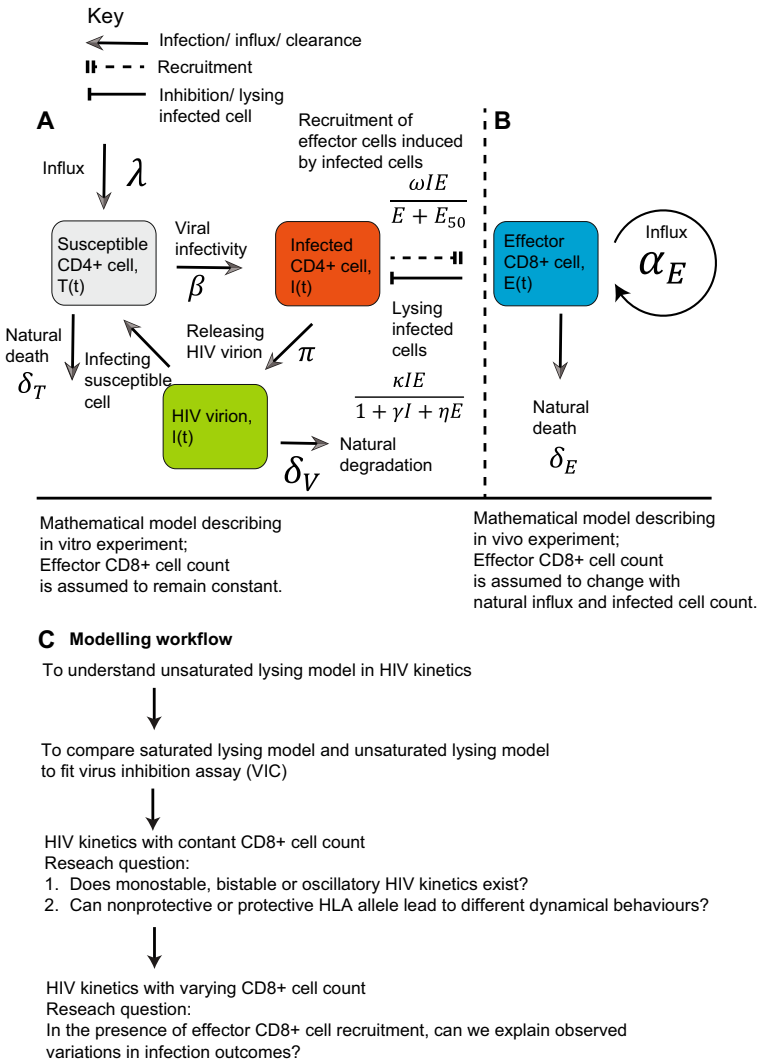 Key
Infection/ influx/ clearance
Recruitment
Inhibition/ lysing
infected cell
A
Influx
λ
Susceptible
CD4+ cell,
T(t)
Viral
infectivity
β
Infected
CD4+ cell,
I(t)
Recruitment of
effector cells induced
by infected cells
ωIE
E + E50
Lysing
infected
cells
κIE
1 + γI + ηE
Natural
death
δT
Infecting
susceptible
cell
Releasing
HIV virion
π
HIV virion,
I(t)
δV
Natural
degradation
Mathematical model describing
in vitro experiment;
Effector CD8+ cell count
is assumed to remain constant.
B
Effector
CD8+ cell,
E(t)
Influx
αE
Natural
death
δE
Mathematical model describing
in vivo experiment;
Effector CD8+ cell count
is assumed to change with
natural influx and infected cell count.
C Modelling workflow
To understand unsaturated lysing model in HIV kinetics
To compare saturated lysing model and unsaturated lysing model
to fit virus inhibition assay (VIC)
HIV kinetics with contant CD8+ cell count
Reseach question:
1. Does monostable, bistable or oscillatory HIV kinetics exist?
2. Can nonprotective or protective HLA allele lead to different dynamical behaviours?
HIV kinetics with varying CD8+ cell count
Reseach question:
In the presence of effector CD8+ cell recruitment, can we explain observed
variations in infection outcomes?